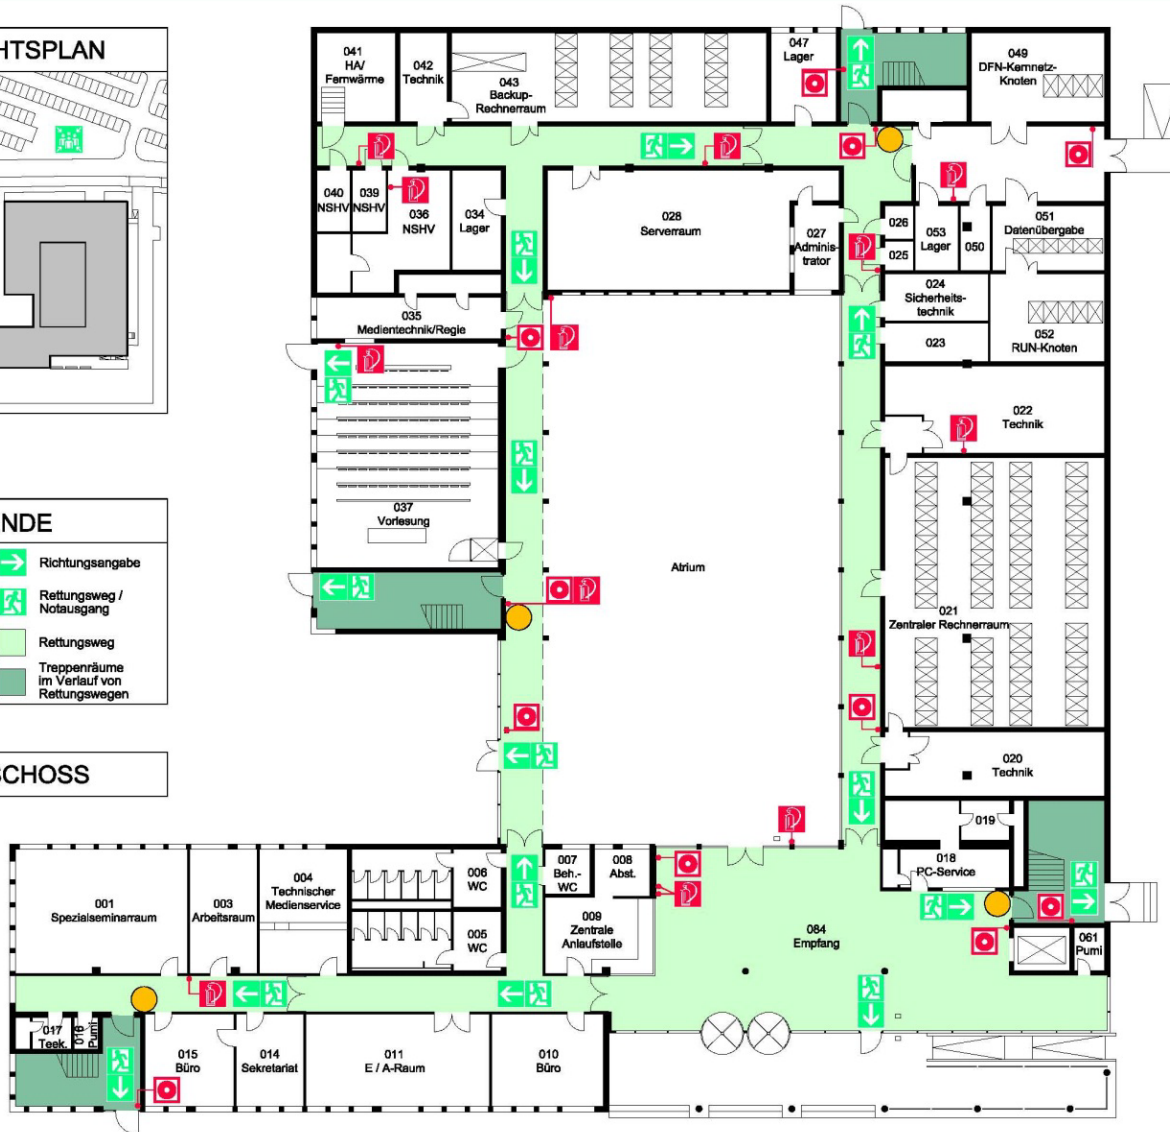 HTSPLAN
NDE
Richtungsangabe
Rettungsweg /
Notausgang
Rettungsweg
Treppenräume
im Verlauf von
Rettungswegen
SCHOSS
041
HA/
Fernwärme
042
Technik
043
Backup-
Rechnerraum
047
Lager
049
DFN-Kernnetz-
Knoten
040
NSHV
039
NSHV
036
NSHV
034
Lager
028
Serverraum
027
Adminis-
trator
026
025
053
Lager
050
051
Datenübergabe
024
Sicherheits-
technik
023
052
RUN-Knoten
035
Medientechnik/Regie
022
Technik
037
Vorlesung
Atrium
021
Zentraler Rechnerraum
020
Technik
019
018
PC-Service
001
Spezialseminarraum
003
Arbeitsraum
004
Technischer
Medienservice
006
WC
005
WC
007
Beh.-
WC
008
Abst.
009
Zentrale
Anlaufstelle
084
Empfang
061
Pumi
017
Teek.
016
Pumi
015
Büro
014
Sekretariat
011
E / A-Raum
010
Büro